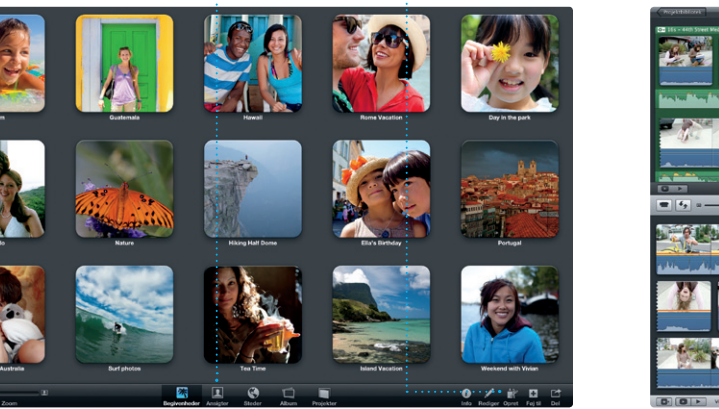 Guatemala
Hawaii
Rome Vacation
Day in the park
Nature
Hiking Half Dome
Ella's Birthday
Portugal
Australia
Surf photos
Tea Time
Island Vacation
Weekend with Vivian
Zoom
Begivenheder Ansigter Steder Album Projekter
Info Rediger Opret Føj til Del